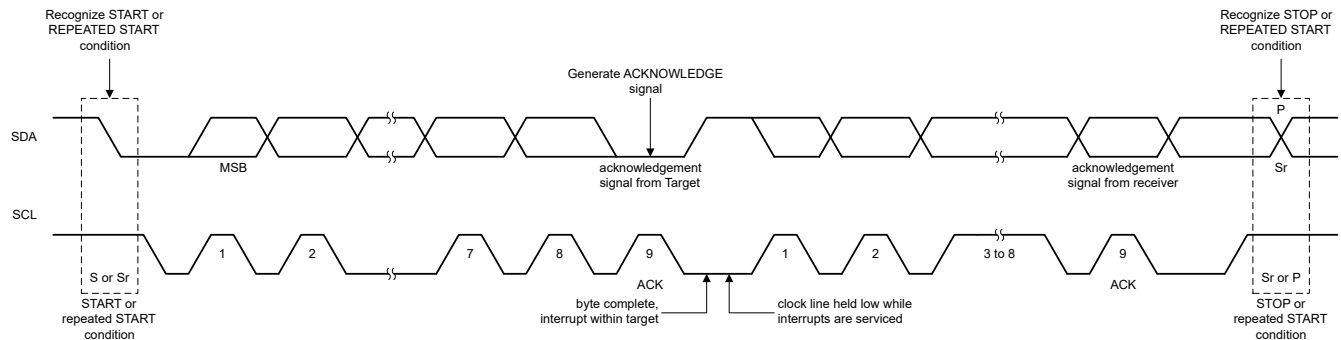 Recognize START or
REPEATED START
condition
Recognize STOP or
REPEATED START
condition
Generate ACKNOWLEDGE
signal
P
SDA
MSB
acknowledgement
signal from Target
acknowledgement
signal from receiver
Sr
SCL
1
2
7
8
9
1
2
3 to 8
9
S or Sr
ACK
ACK
Sr or P
START or
repeated START
condition
byte complete,
interrupt within target
clock line held low while
interrupts are serviced
STOP or
repeated START
condition